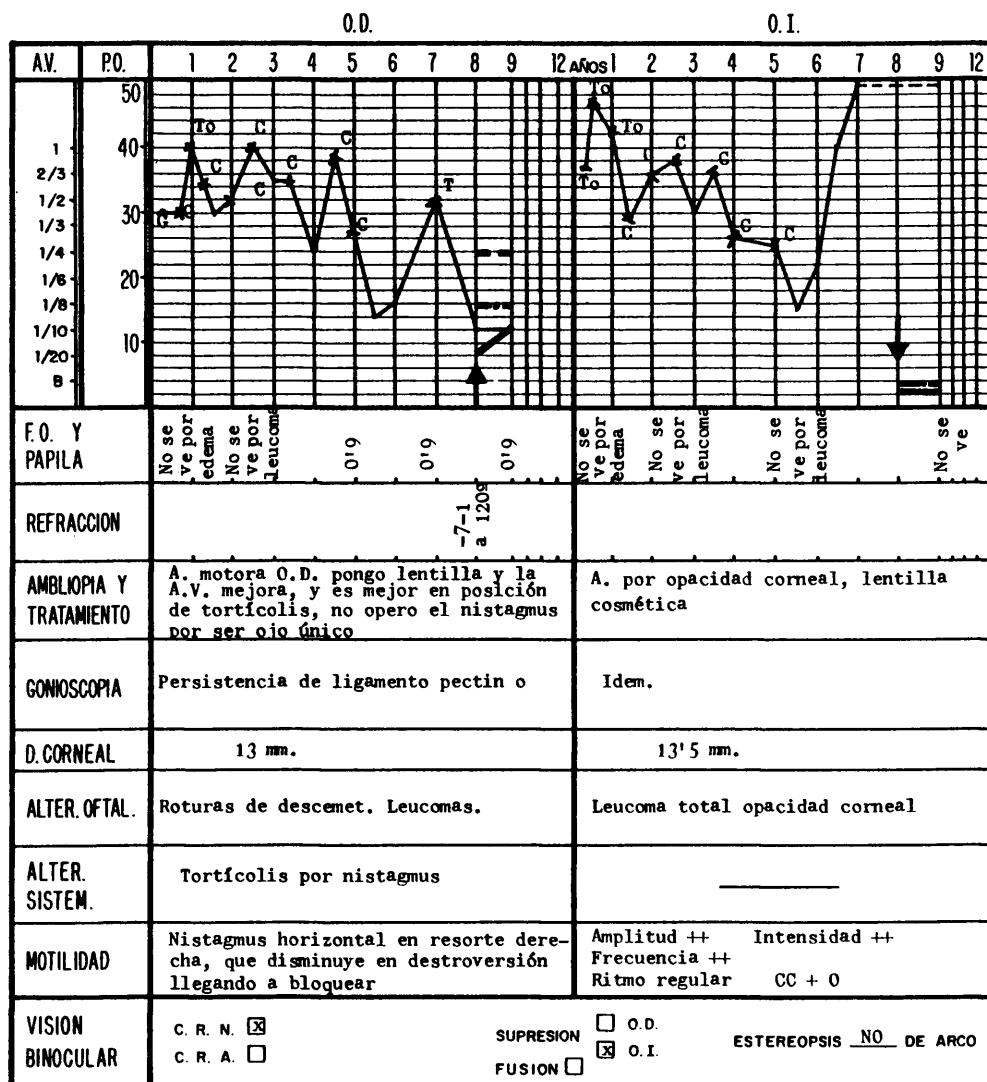 O.D.
O.I.
A.V. P.O. 1 2 3 4 5 6 7 8 9 12 AÑOS 1 2 3 4 5 6 7 8 9 12
50
To
To
To
C
C
C
C
40
1
2/3
C
C
C
C
To
C
T
1/2
30
G
C
C
C
C
C
1/3
1/4
1/6
20
1/8
1/10
10
1/20
B
F.O. Y
PAPILA
No se
ve por
edema
No se
ve por
leucoma
0'9
0'9
0'9
No se
ve por
edema
No se
ve por
leucoma
No se
ve por
leucoma
No se
ve
REFRACCION
-7-1
a 120º
AMBLIOPIA Y
TRATAMIENTO
A. motora O.D. pongo lentilla y la
A.V. mejora, y es mejor en posición
de tortícolis, no opero el nistagmus
por ser ojo único
A. por opacidad corneal, lentilla
cosmética
GONIOSCOPIA
Persistencia de ligamento pectin o
Idem.
D. CORNEAL
13 mm.
13'5 mm.
ALTER. OFTAL.
Roturas de descemet. Leucomas.
Leucoma total opacidad corneal
ALTER.
SISTEM.
Tortícolis por nistagmus
MOTILIDAD
Nistagmus horizontal en resorte dere-
cha, que disminuye en destroversión
llegando a bloquear
Amplitud ++ Intensidad ++
Frecuencia ++
Ritmo regular CC + 0
VISION
BINOCULAR
C. R. N. X
C. R. A.
SUPRESION O.D.
X O.I.
FUSION
ESTEREOPSIS NO DE ARCO